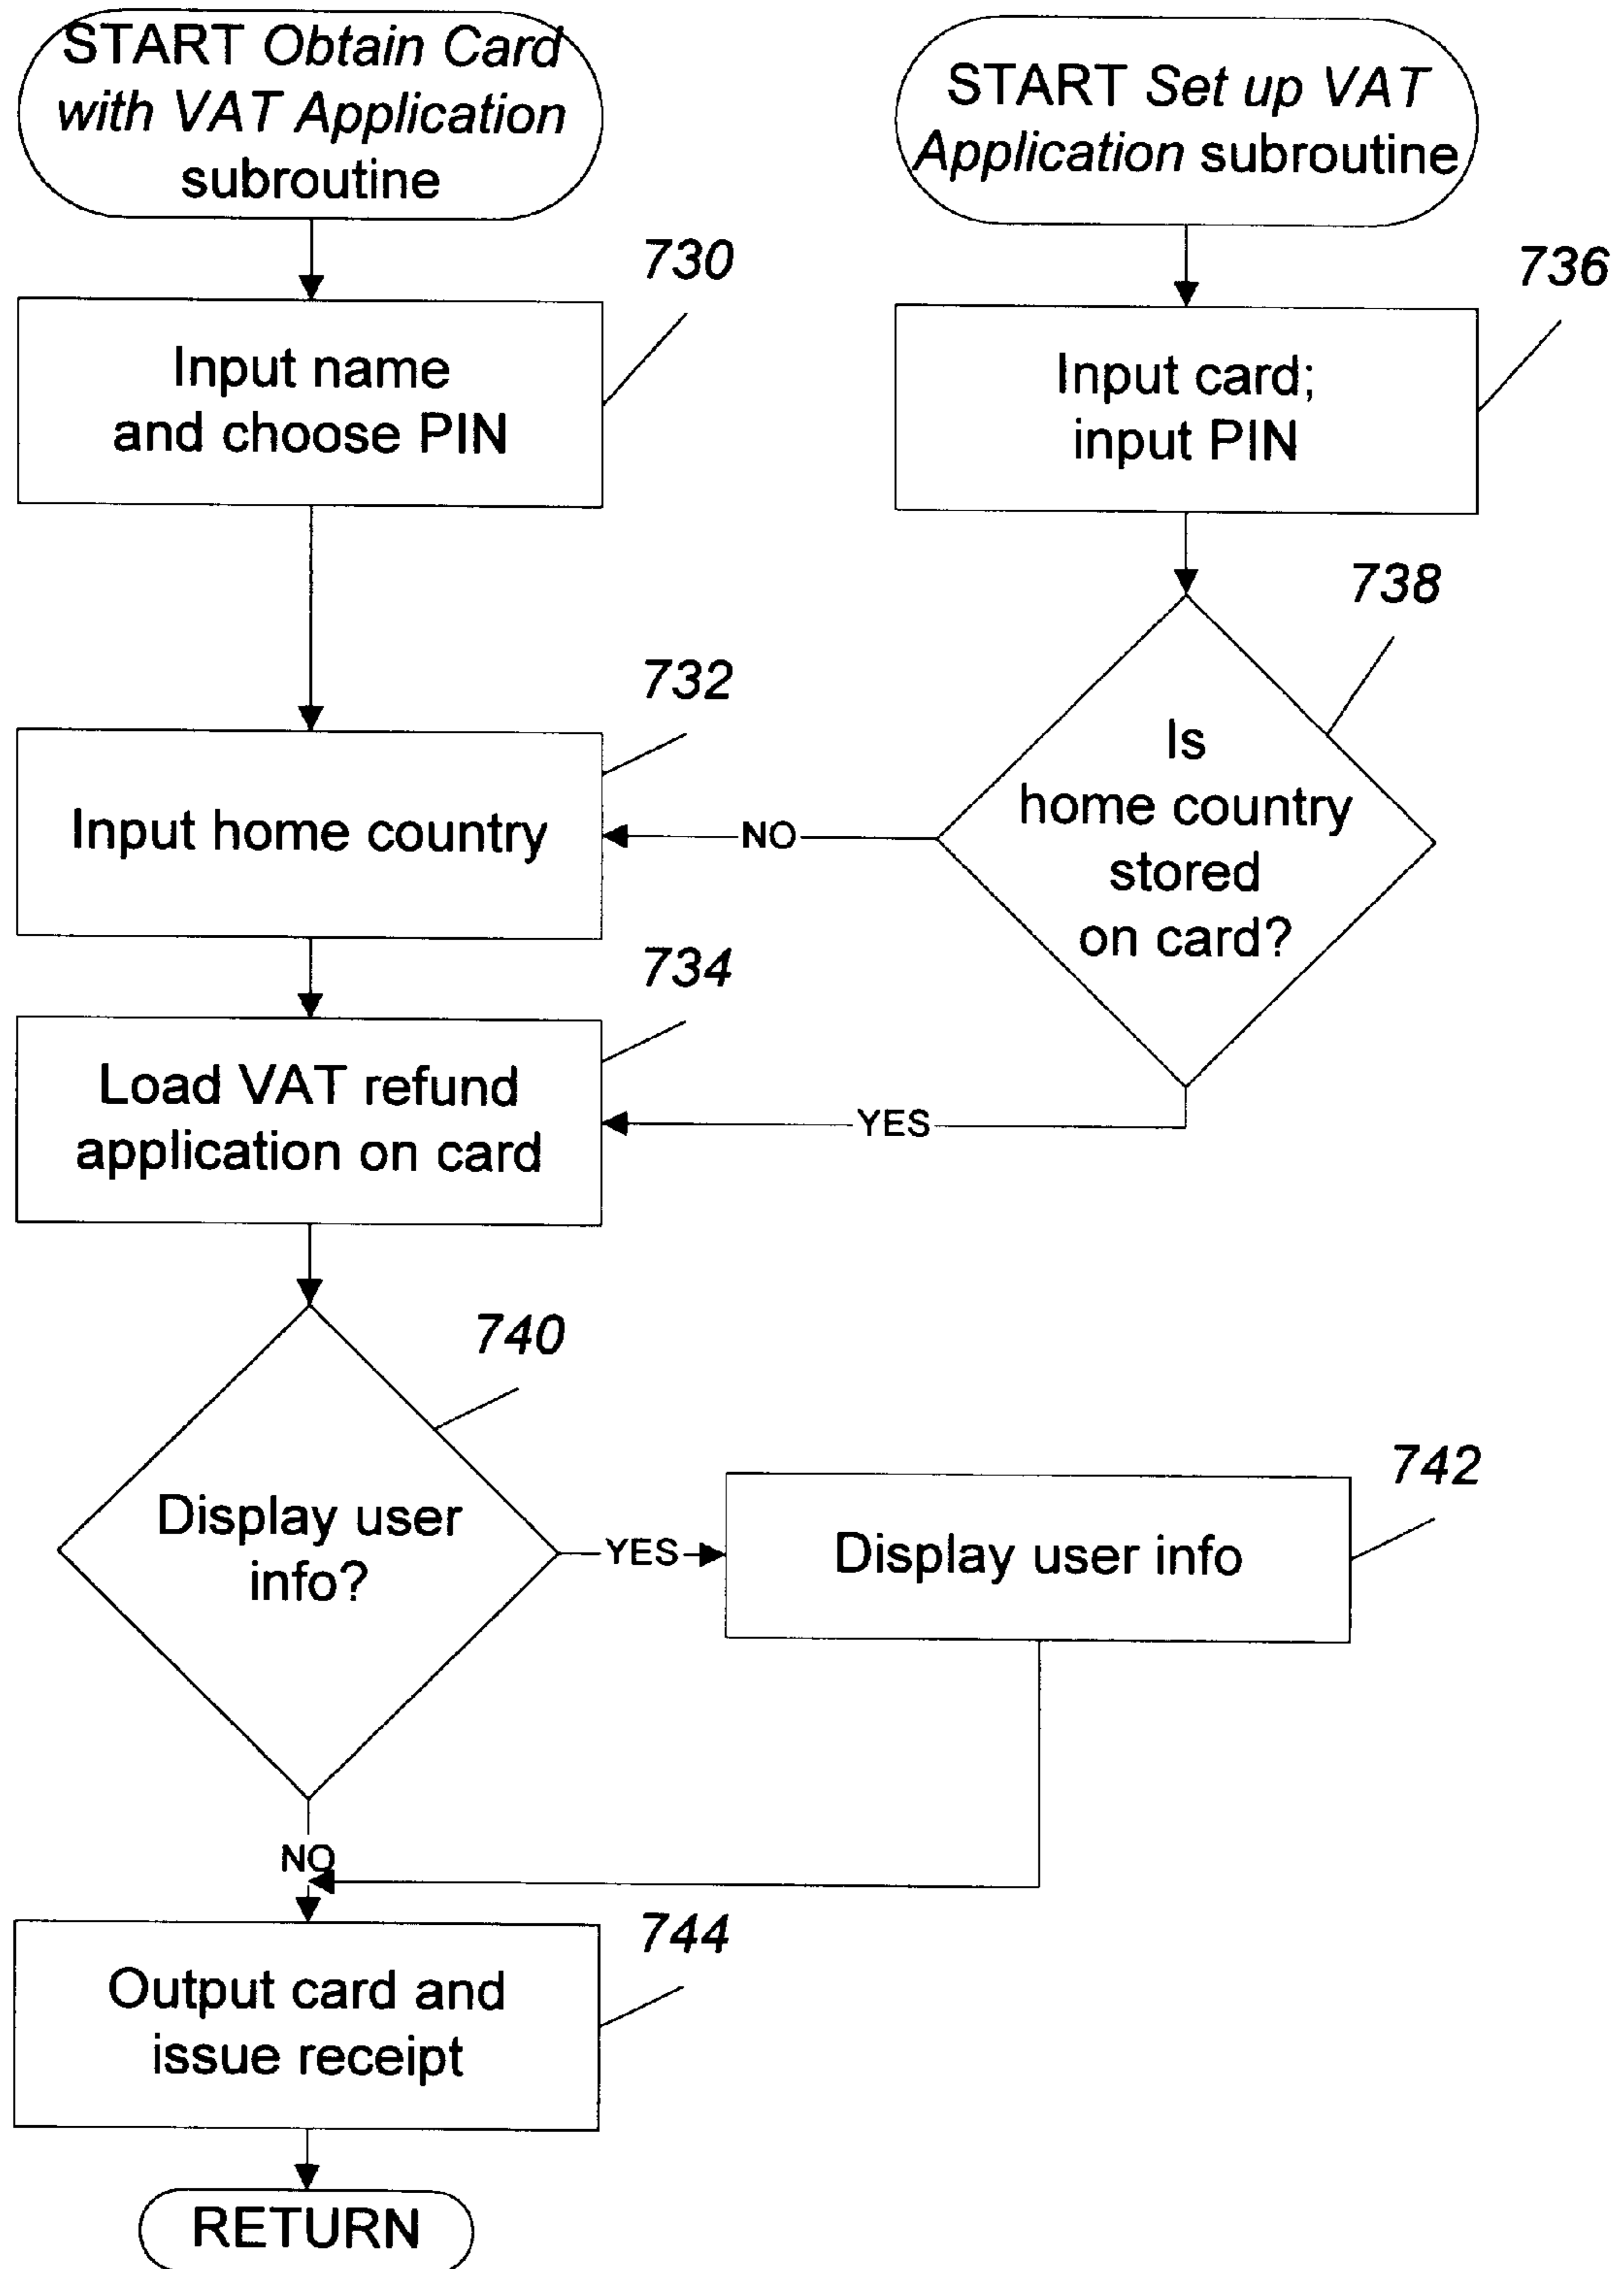 START Obtain Card
with VAT Application
subroutine
START Set up VAT
Application subroutine
730
Input name
and choose PIN
736
Input card;
input PIN
738
Is
home country
stored
on card?
732
Input home country
NO
734
Load VAT refund
application on card
YES
740
Display user
info?
YES
742
Display user info
NO
744
Output card and
issue receipt
RETURN